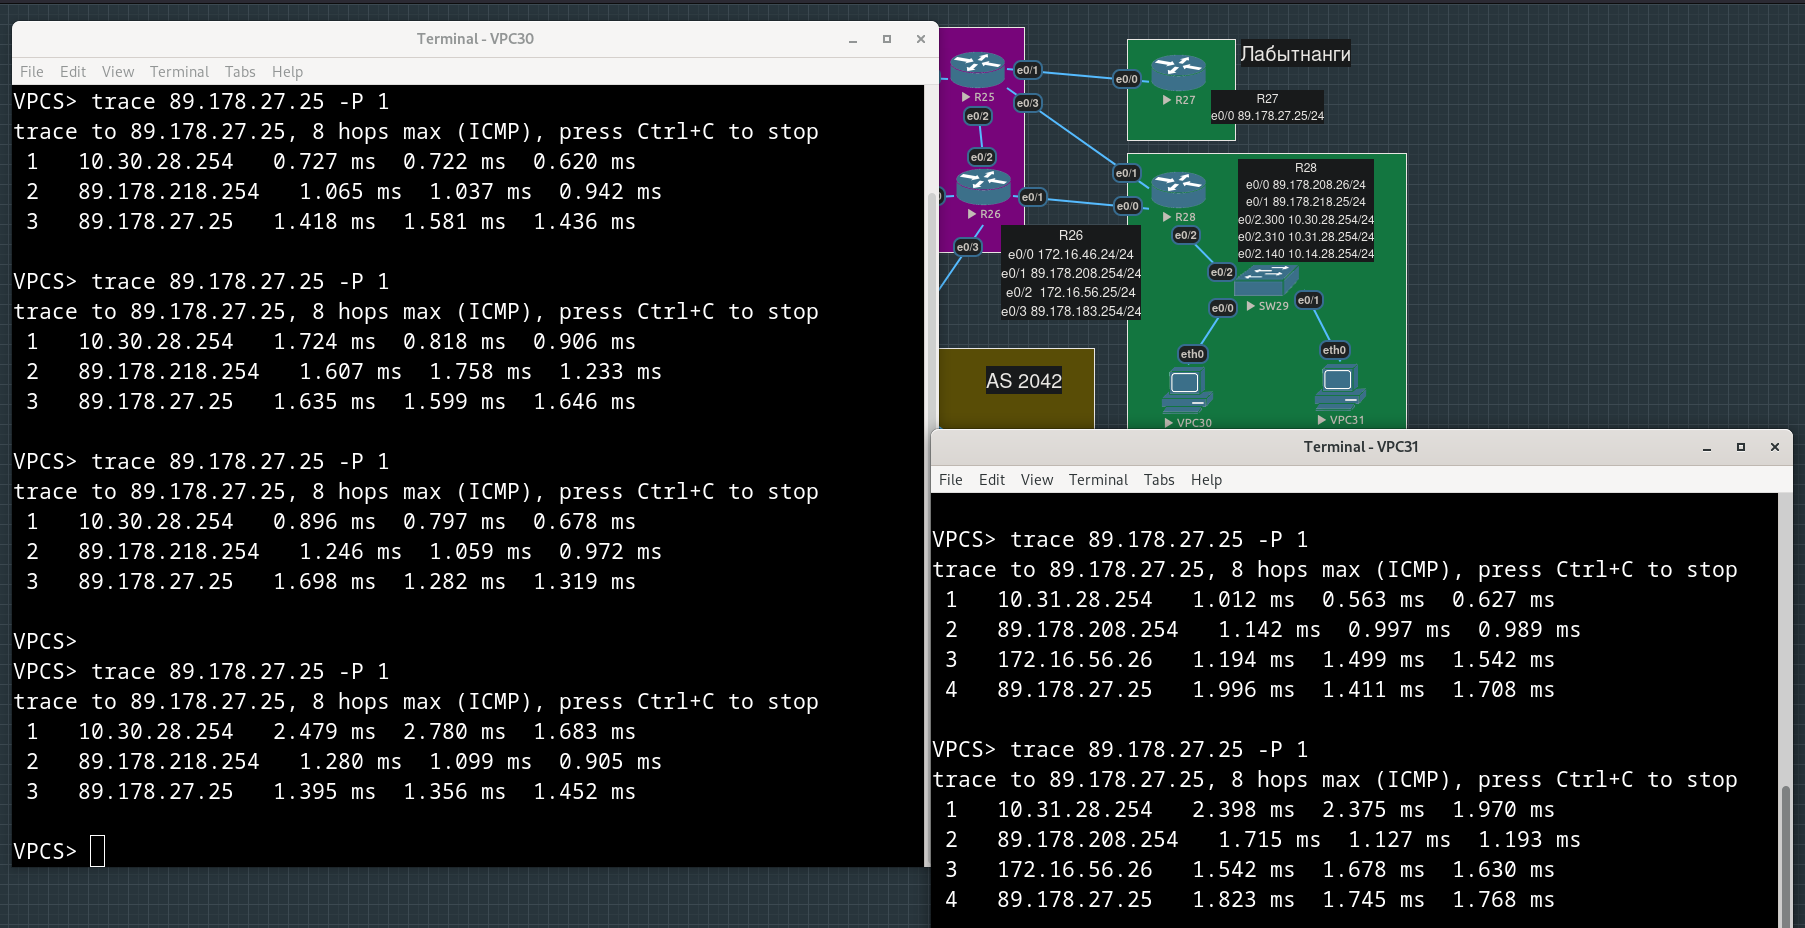 Terminal - VPC30
File Edit View Terminal Tabs Help
VPCS> trace 89.178.27.25 -P 1
trace to 89.178.27.25, 8 hops max (ICMP), press Ctrl+C to stop
1 10.30.28.254 0.727 ms 0.722 ms 0.620 ms
2 89.178.218.254 1.065 ms 1.037 ms 0.942 ms
3 89.178.27.25 1.418 ms 1.581 ms 1.436 ms
VPCS> trace 89.178.27.25 -P 1
trace to 89.178.27.25, 8 hops max (ICMP), press Ctrl+C to stop
1 10.30.28.254 1.724 ms 0.818 ms 0.906 ms
2 89.178.218.254 1.607 ms 1.758 ms 1.233 ms
3 89.178.27.25 1.635 ms 1.599 ms 1.646 ms
VPCS> trace 89.178.27.25 -P 1
trace to 89.178.27.25, 8 hops max (ICMP), press Ctrl+C to stop
1 10.30.28.254 0.896 ms 0.797 ms 0.678 ms
2 89.178.218.254 1.246 ms 1.059 ms 0.972 ms
3 89.178.27.25 1.698 ms 1.282 ms 1.319 ms
VPCS>
VPCS> trace 89.178.27.25 -P 1
trace to 89.178.27.25, 8 hops max (ICMP), press Ctrl+C to stop
1 10.30.28.254 2.479 ms 2.780 ms 1.683 ms
2 89.178.218.254 1.280 ms 1.099 ms 0.905 ms
3 89.178.27.25 1.395 ms 1.356 ms 1.452 ms
VPCS>
Лабытнанги
e0/1
e0/0
R25
R27
e0/3
R27
e0/0 89.178.27.25/24
e0/2
e0/2
e0/1
R28
e0/0 89.178.208.26/24
e0/1 89.178.218.25/24
e0/2.300 10.30.28.254/24
e0/2.310 10.31.28.254/24
e0/2.140 10.14.28.254/24
e0/1
e0/0
R26
R28
e0/3
e0/2
R26
e0/0 172.16.46.24/24
e0/1 89.178.208.254/24
e0/2 172.16.56.25/24
e0/3 89.178.183.254/24
e0/2
SW29
e0/0
e0/1
eth0
eth0
AS 2042
VPC30
VPC31
Terminal - VPC31
File Edit View Terminal Tabs Help
VPCS> trace 89.178.27.25 -P 1
trace to 89.178.27.25, 8 hops max (ICMP), press Ctrl+C to stop
1 10.31.28.254 1.012 ms 0.563 ms 0.627 ms
2 89.178.208.254 1.142 ms 0.997 ms 0.989 ms
3 172.16.56.26 1.194 ms 1.499 ms 1.542 ms
4 89.178.27.25 1.996 ms 1.411 ms 1.708 ms
VPCS> trace 89.178.27.25 -P 1
trace to 89.178.27.25, 8 hops max (ICMP), press Ctrl+C to stop
1 10.31.28.254 2.398 ms 2.375 ms 1.970 ms
2 89.178.208.254 1.715 ms 1.127 ms 1.193 ms
3 172.16.56.26 1.542 ms 1.678 ms 1.630 ms
4 89.178.27.25 1.823 ms 1.745 ms 1.768 ms